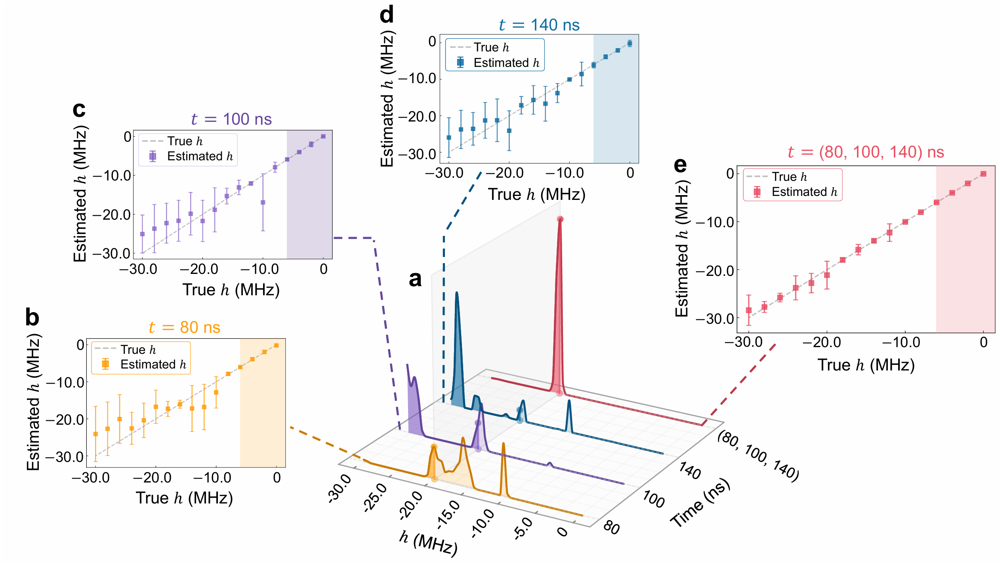 d
t = 140 ns
Estimated h (MHz)
0
−10.0
−20.0
−30.0
True h
Estimated h
−30.0 −20.0 −10.0 0
True h (MHz)
c
t = 100 ns
Estimated h (MHz)
0
−10.0
−20.0
−30.0
True h
Estimated h
−30.0 −20.0 −10.0 0
True h (MHz)
e
t = (80, 100, 140) ns
Estimated h (MHz)
0
−10.0
−20.0
−30.0
True h
Estimated h
−30.0 −20.0 −10.0 0
True h (MHz)
b
t = 80 ns
Estimated h (MHz)
0
−10.0
−20.0
−30.0
True h
Estimated h
−30.0 −20.0 −10.0 0
True h (MHz)
a
-30.0 -25.0 -20.0 -15.0 -10.0 -5.0 0
h (MHz)
80
100
140
(80, 100, 140)
Time (ns)